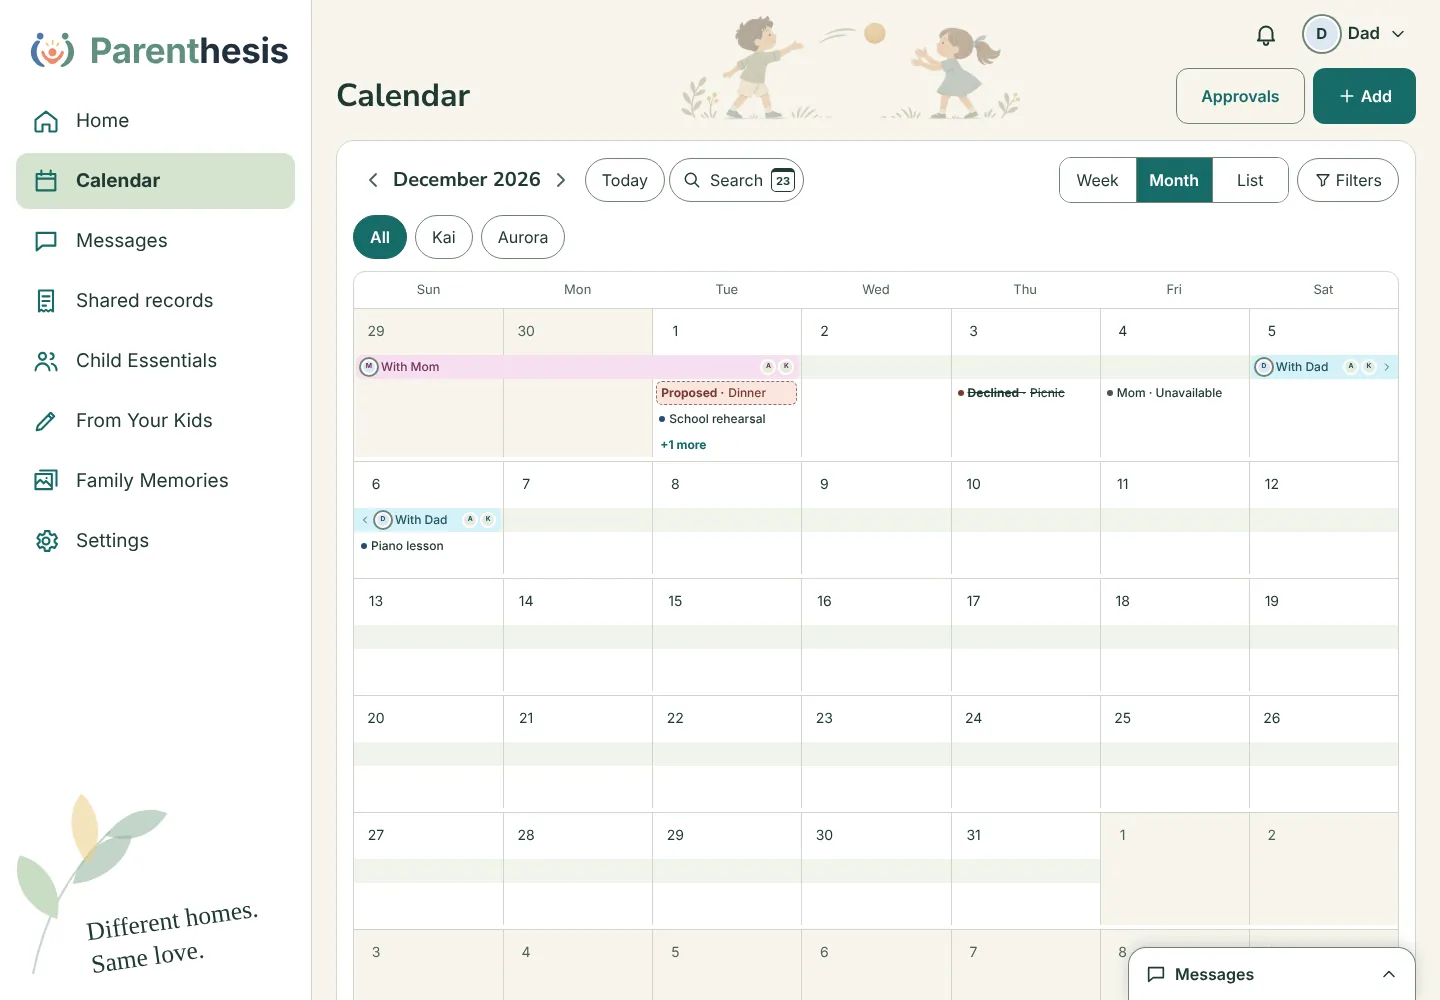 Parenthesis
Home
Calendar
Messages
Shared records
Child Essentials
From Your Kids
Family Memories
Settings
Different homes.
Same love.
D Dad
Calendar
Approvals
+ Add
December 2026
Today
Search 23
Week Month List
Filters
All Kai Aurora
Sun Mon Tue Wed Thu Fri Sat
29 30 1 2 3 4 5
M With Mom A K
D With Dad A K
Proposed · Dinner
Declined · Picnic
Mom · Unavailable
School rehearsal
+1 more
6 7 8 9 10 11 12
D With Dad A K
Piano lesson
13 14 15 16 17 18 19
20 21 22 23 24 25 26
27 28 29 30 31 1 2
3 4 5 6 7 8
Messages